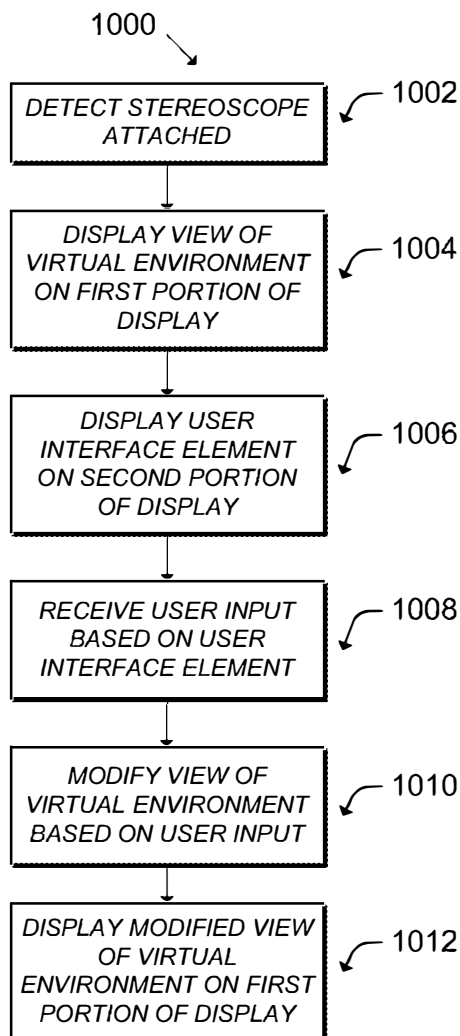 1000
DETECT STEREOSCOPE
ATTACHED
1002
DISPLAY VIEW OF
VIRTUAL ENVIRONMENT
ON FIRST PORTION OF
DISPLAY
1004
DISPLAY USER
INTERFACE ELEMENT
ON SECOND PORTION
OF DISPLAY
1006
RECEIVE USER INPUT
BASED ON USER
INTERFACE ELEMENT
1008
MODIFY VIEW OF
VIRTUAL ENVIRONMENT
BASED ON USER INPUT
1010
DISPLAY MODIFIED VIEW
OF VIRTUAL
ENVIRONMENT ON FIRST
PORTION OF DISPLAY
1012